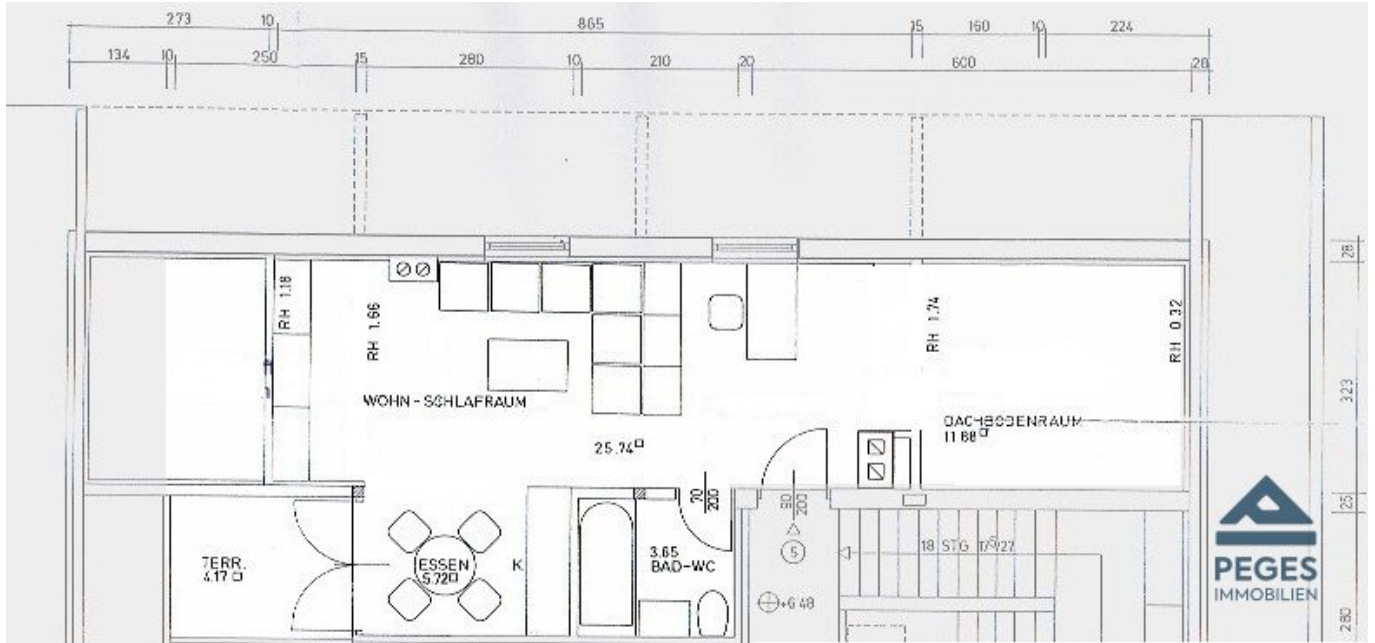 273 10 865 15 160 10 224
134 10 250 15 280 10 210 20 600 28
28
RH 1.18
RH 1.66
RH 1.74
RH 0.32
323
WOHN-SCHLAFRAUM
DACHBODENRAUM
11.88
25.74
70
200
90
200
25
TERR.
4.17
ESSEN
5.72
K
3.65
BAD-WC
5
18 STG
+6.48
280
PEGES
IMMOBILIEN